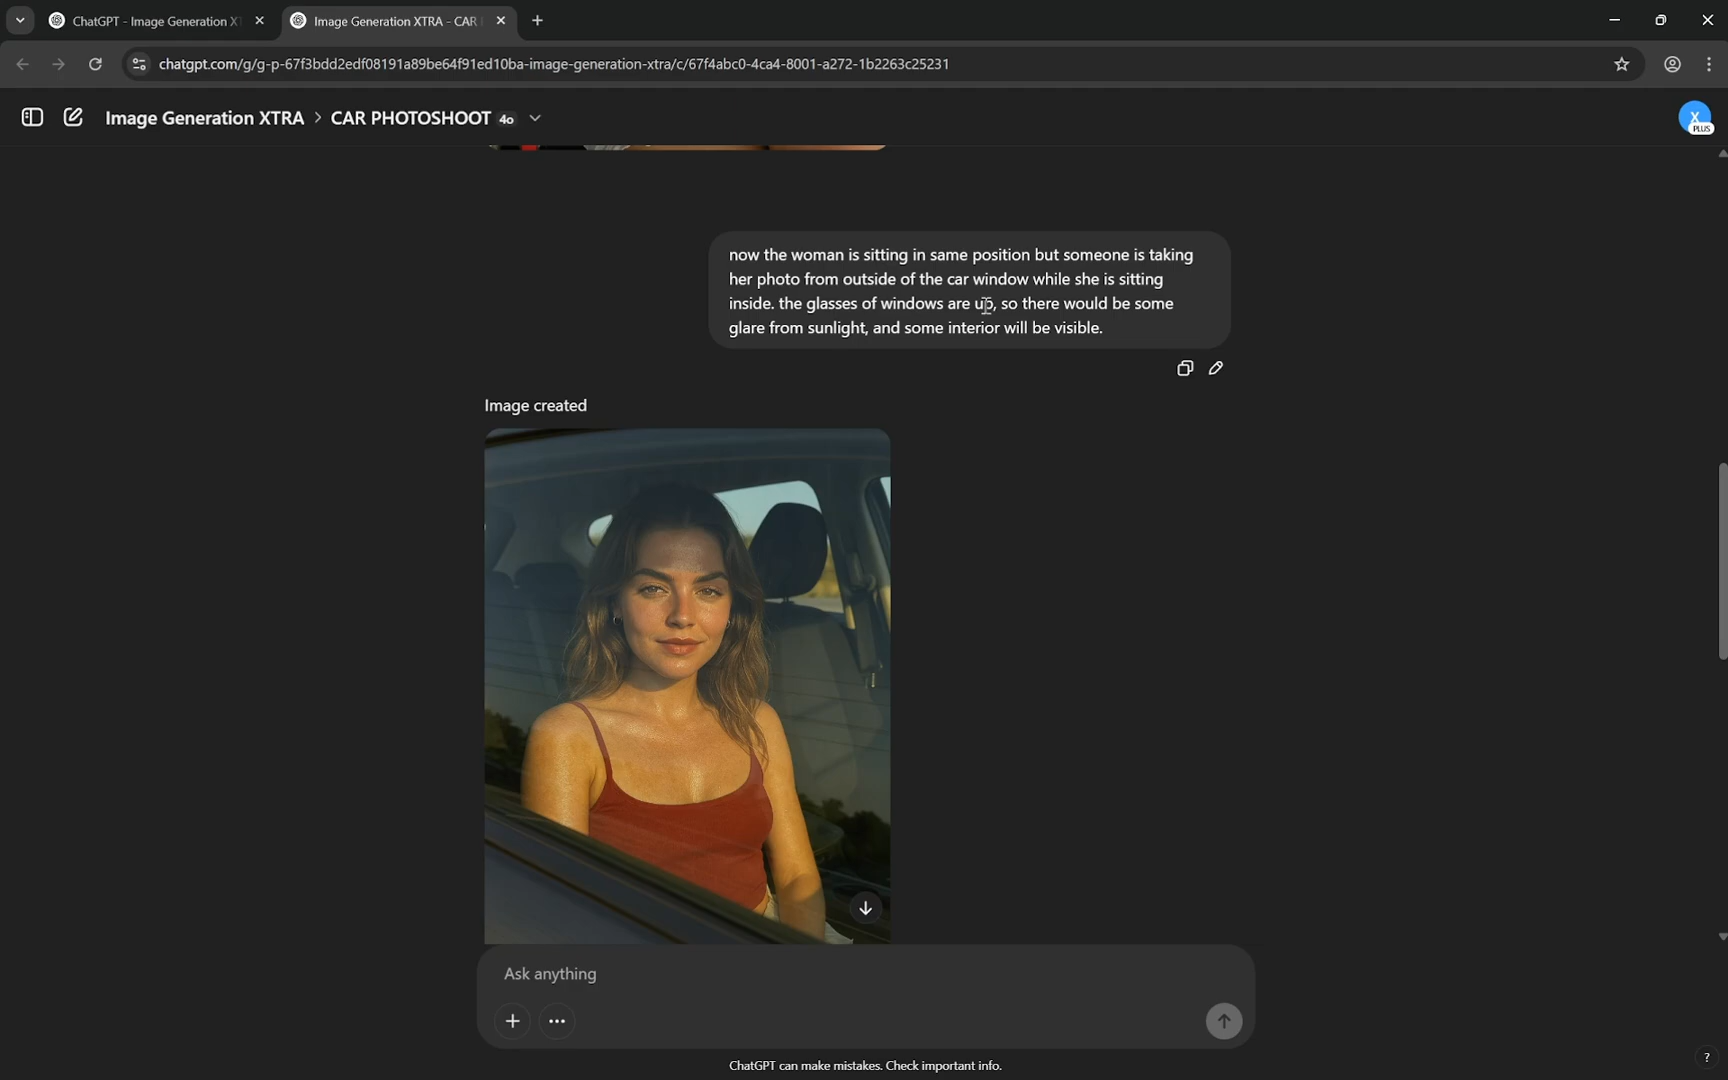 ChatGPT - Image Generation X
Image Generation XTRA - CAR
chatgpt.com/g/g-p-67f3bdd2edf08191a89be64f91ed10ba-image-generation-xtra/c/67f4abc0-4ca4-8001-a272-1b2263c25231
Image Generation XTRA > CAR PHOTOSHOOT 4o
X
PLUS
now the woman is sitting in same position but someone is taking
her photo from outside of the car window while she is sitting
inside. the glasses of windows are up, so there would be some
glare from sunlight, and some interior will be visible.
Image created
Ask anything
ChatGPT can make mistakes. Check important info.
?